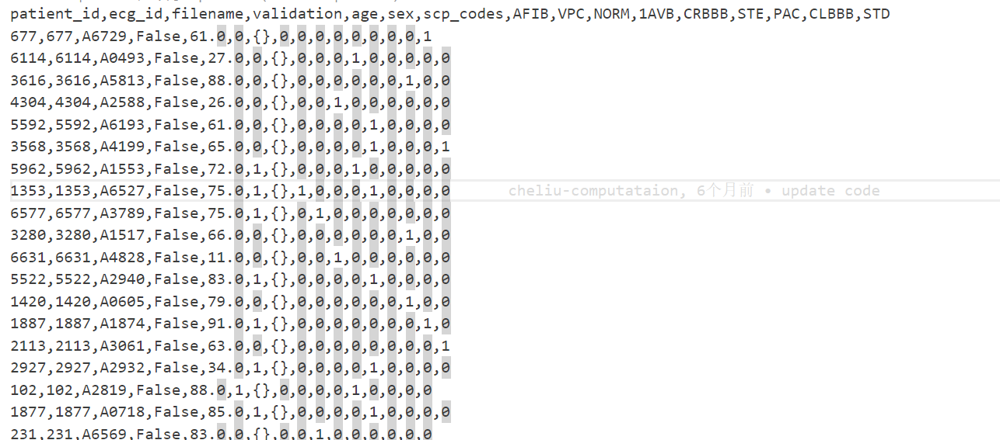 patient_id,ecg_id,filename,validation,age,sex,scp_codes,AFIB,VPC,NORM,1AVB,CRBBB,STE,PAC,CLBBB,STD
677,677,A6729,False,61.0,0,{},0,0,0,0,0,0,0,0,1
6114,6114,A0493,False,27.0,0,{},0,0,0,1,0,0,0,0,0
3616,3616,A5813,False,88.0,0,{},0,0,0,0,0,0,1,0,0
4304,4304,A2588,False,26.0,0,{},0,0,1,0,0,0,0,0,0
5592,5592,A6193,False,61.0,0,{},0,0,0,0,1,0,0,0,0
3568,3568,A4199,False,65.0,0,{},0,0,0,0,1,0,0,0,1
5962,5962,A1553,False,72.0,1,{},0,0,0,1,0,0,0,0,0
1353,1353,A6527,False,75.0,1,{},1,0,0,0,1,0,0,0,0 cheliu-computataion, 6个月前 • update code
6577,6577,A3789,False,75.0,1,{},0,1,0,0,0,0,0,0,0
3280,3280,A1517,False,66.0,0,{},0,0,0,0,0,0,1,0,0
6631,6631,A4828,False,11.0,0,{},0,0,1,0,0,0,0,0,0
5522,5522,A2940,False,83.0,1,{},0,0,0,0,1,0,0,0,0
1420,1420,A0605,False,79.0,0,{},0,0,0,0,0,0,1,0,0
1887,1887,A1874,False,91.0,1,{},0,0,0,0,0,0,0,1,0
2113,2113,A3061,False,63.0,0,{},0,0,0,0,0,0,0,0,1
2927,2927,A2932,False,34.0,1,{},0,0,0,0,1,0,0,0,0
102,102,A2819,False,88.0,1,{},0,0,0,0,1,0,0,0,0
1877,1877,A0718,False,85.0,1,{},0,0,0,0,1,0,0,0,0
231,231,A6569,False,83.0,0,{},0,0,1,0,0,0,0,0,0